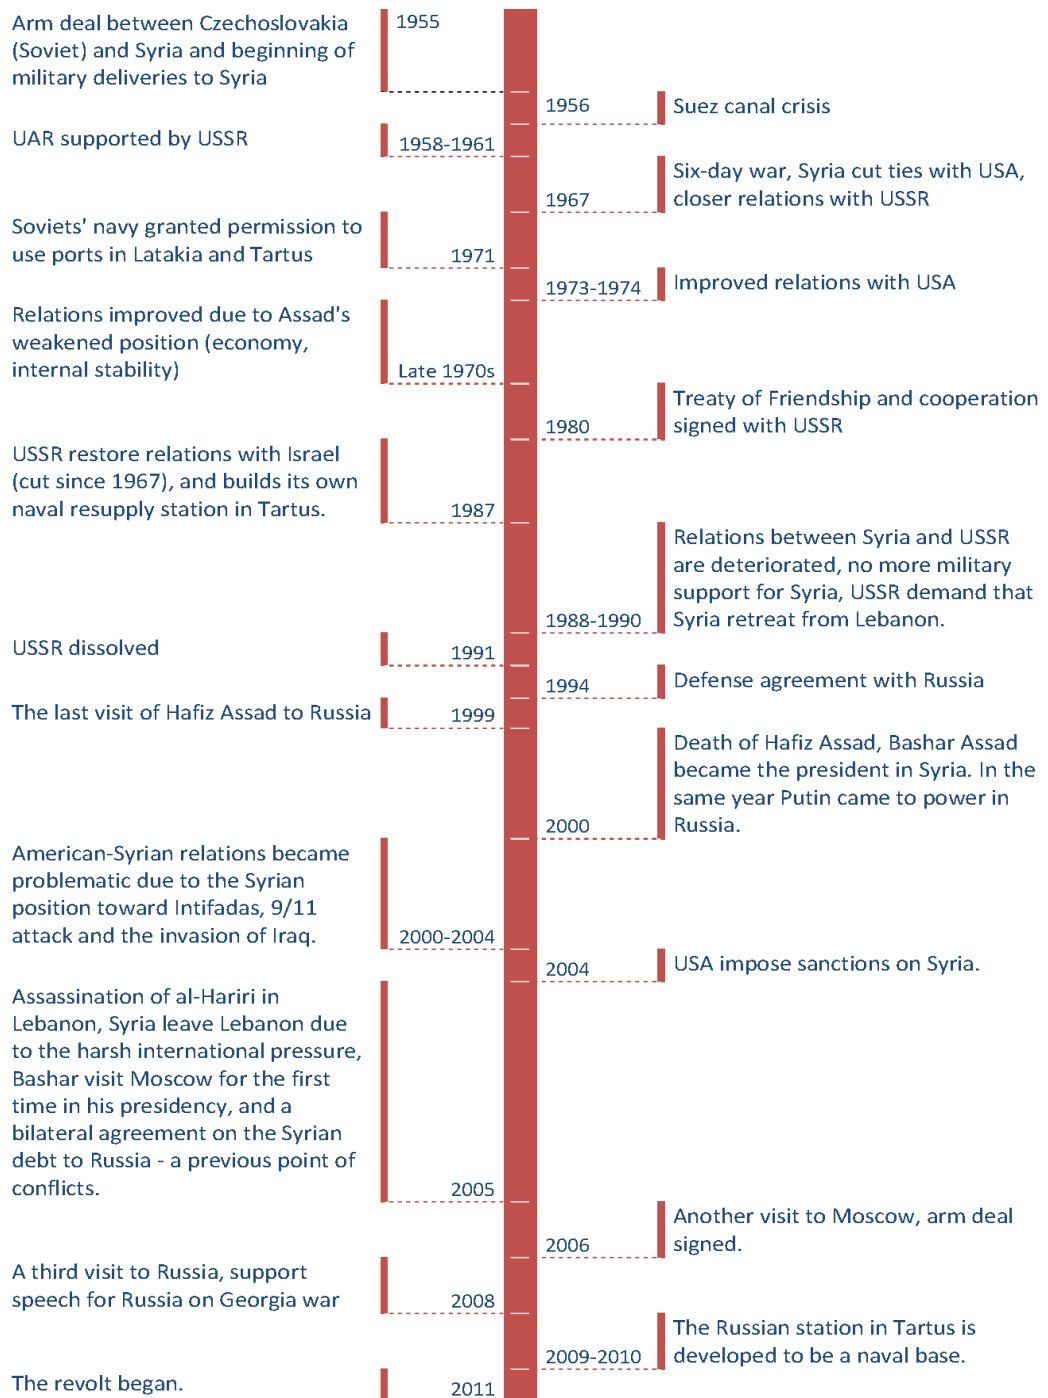 Arm deal between Czechoslovakia
(Soviet) and Syria and beginning of
military deliveries to Syria
1955
1956
Suez canal crisis
UAR supported by USSR
1958-1961
Six-day war, Syria cut ties with USA,
closer relations with USSR
1967
Soviets' navy granted permission to
use ports in Latakia and Tartus
1971
1973-1974
Improved relations with USA
Relations improved due to Assad's
weakened position (economy,
internal stability)
Late 1970s
Treaty of Friendship and cooperation
signed with USSR
1980
USSR restore relations with Israel
(cut since 1967), and builds its own
naval resupply station in Tartus.
1987
Relations between Syria and USSR
are deteriorated, no more military
support for Syria, USSR demand that
Syria retreat from Lebanon.
1988-1990
USSR dissolved
1991
1994
Defense agreement with Russia
The last visit of Hafiz Assad to Russia
1999
Death of Hafiz Assad, Bashar Assad
became the president in Syria. In the
same year Putin came to power in
Russia.
2000
American-Syrian relations became
problematic due to the Syrian
position toward Intifadas, 9/11
attack and the invasion of Iraq.
2000-2004
2004
USA impose sanctions on Syria.
Assassination of al-Hariri in
Lebanon, Syria leave Lebanon due
to the harsh international pressure,
Bashar visit Moscow for the first
time in his presidency, and a
bilateral agreement on the Syrian
debt to Russia - a previous point of
conflicts.
2005
Another visit to Moscow, arm deal
signed.
2006
A third visit to Russia, support
speech for Russia on Georgia war
2008
The Russian station in Tartus is
developed to be a naval base.
2009-2010
The revolt began.
2011